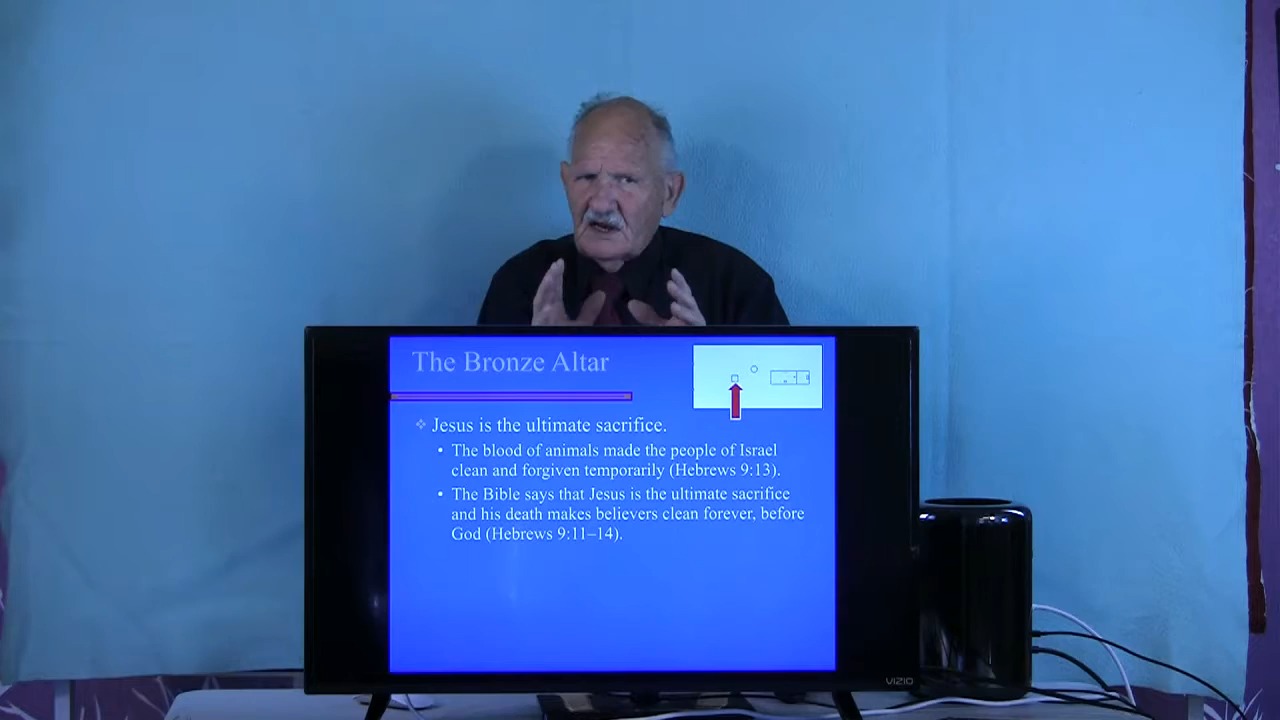 The Bronze Altar
❖ Jesus is the ultimate sacrifice.
• The blood of animals made the people of Israel
clean and forgiven temporarily (Hebrews 9:13).
• The Bible says that Jesus is the ultimate sacrifice
and his death makes believers clean forever, before
God (Hebrews 9:11–14).
VIZIO